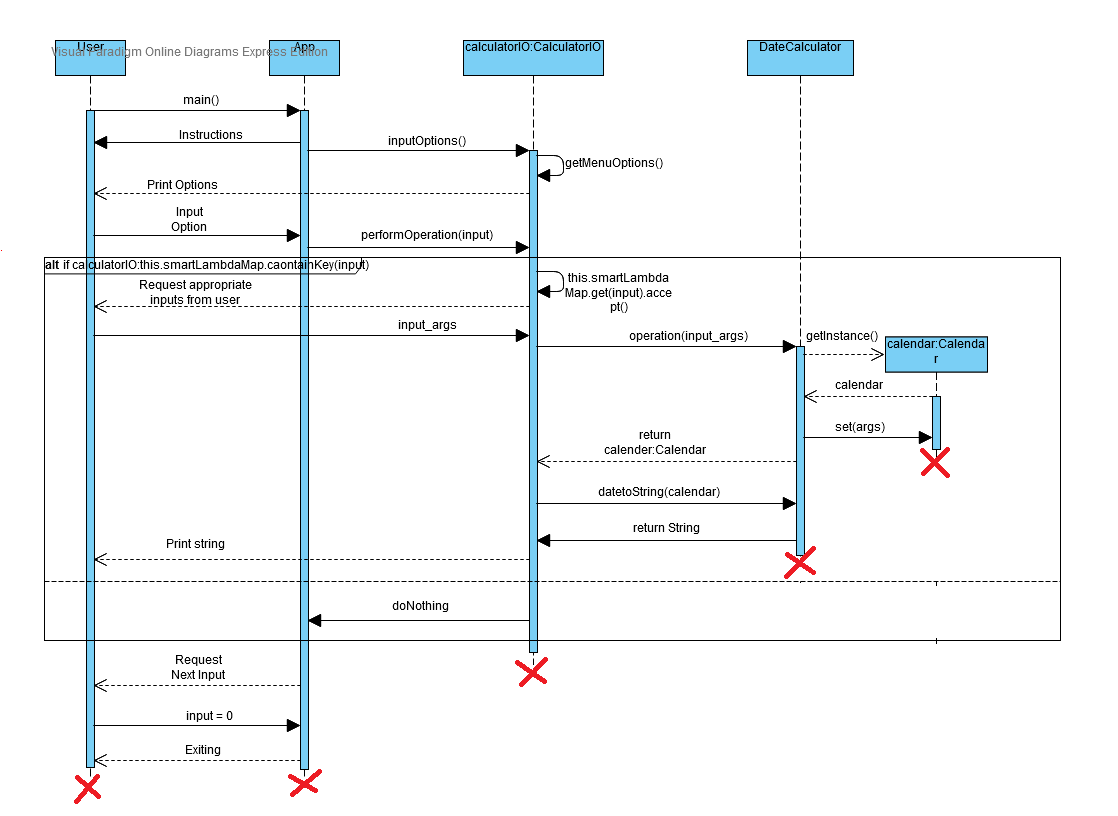 User
App
calculatorIO:CalculatorIO
DateCalculator
Visual Paradigm Online Diagrams Express Edition
main()
Instructions
inputOptions()
getMenuOptions()
Print Options
Input
Option
performOperation(input)
alt if calculatorIO:this.smartLambdaMap.caontainKey(input)
this.smartLambda
Map.get(input).acce
pt()
Request appropriate
inputs from user
input_args
operation(input_args)
getInstance()
calendar:Calenda
r
calendar
set(args)
return
calender:Calendar
datetoString(calendar)
return String
Print string
doNothing
Request
Next Input
input = 0
Exiting